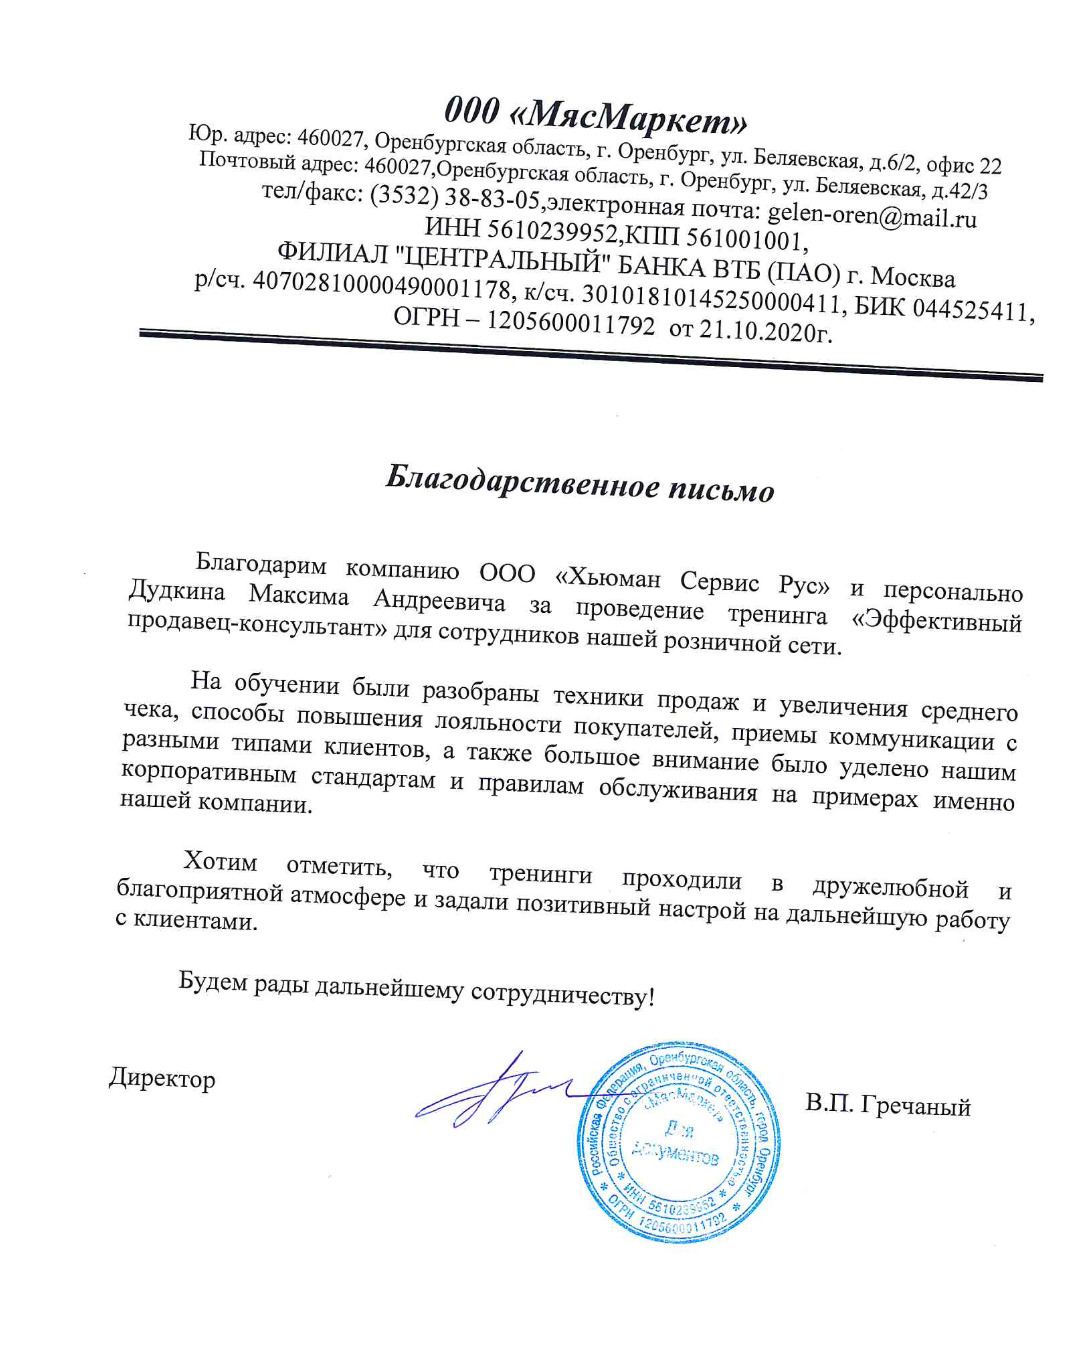 ООО «МясМаркет»
Юр. адрес: 460027, Оренбургская область, г. Оренбург, ул. Беляевская, д.6/2, офис 22
Почтовый адрес: 460027,Оренбургская область, г. Оренбург, ул. Беляевская, д.42/3
тел/факс: (3532) 38-83-05,электронная почта: gelen-oren@mail.ru
ИНН 5610239952,КПП 561001001,
ФИЛИАЛ "ЦЕНТРАЛЬНЫЙ" БАНКА ВТБ (ПАО) г. Москва
р/сч. 40702810000490001178, к/сч. 30101810145250000411, БИК 044525411,
ОГРН – 1205600011792 от 21.10.2020г.
Благодарственное письмо
Благодарим компанию ООО «Хьюман Сервис Рус» и персонально
Дудкина Максима Андреевича за проведение тренинга «Эффективный
продавец-консультант» для сотрудников нашей розничной сети.
На обучении были разобраны техники продаж и увеличения среднего
чека, способы повышения лояльности покупателей, приемы коммуникации с
разными типами клиентов, а также большое внимание было уделено нашим
корпоративным стандартам и правилам обслуживания на примерах именно
нашей компании.
Хотим отметить, что тренинги проходили в дружелюбной и
благоприятной атмосфере и задали позитивный настрой на дальнейшую работу
с клиентами.
Будем рады дальнейшему сотрудничеству!
Директор
В.П. Гречаный
Российская Федерация, Оренбургская область, город Оренбург
* ОГРН 1205600011792 *
Общество с ограниченной ответственностью
* ИНН 5610239952 *
«МясМаркет»
Для
документов